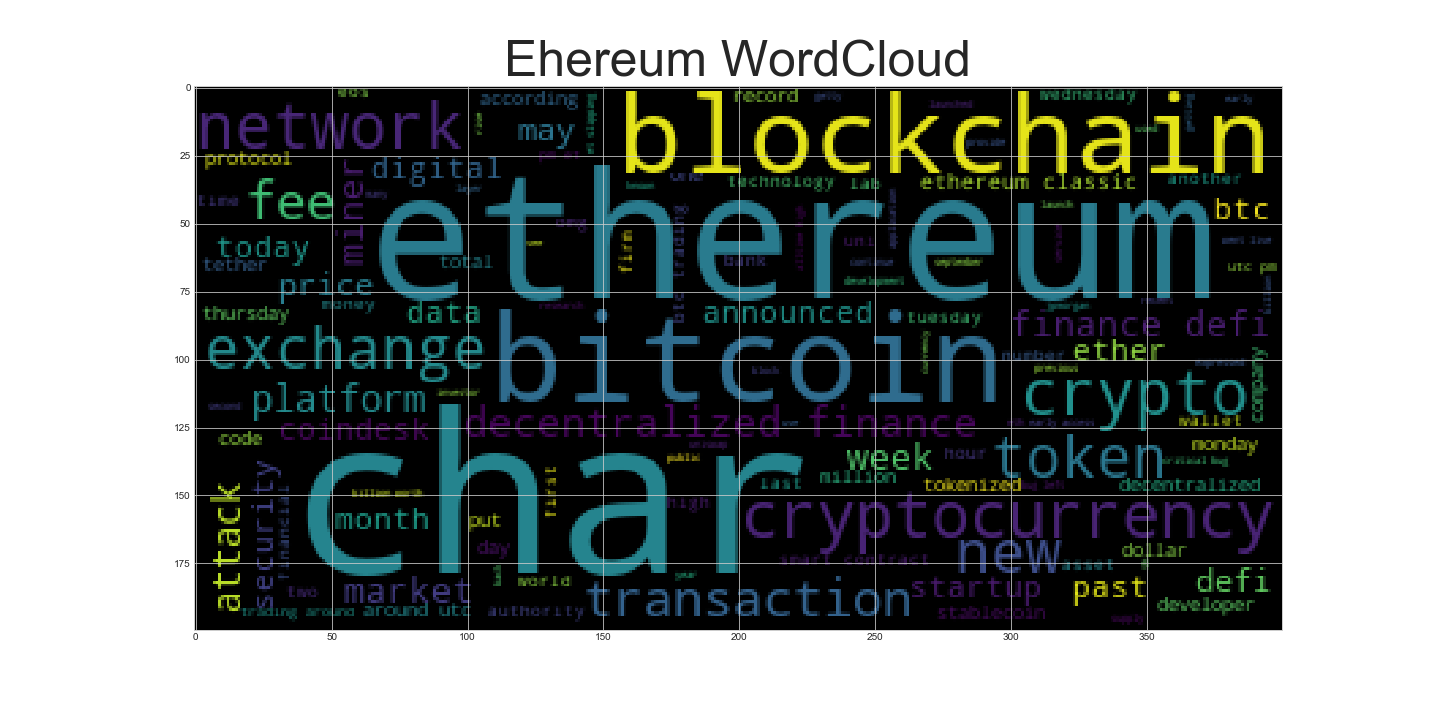 Ehereum WordCloud
0
25
50
75
100
125
150
175
0
50
100
150
200
250
300
350
eos
according
record
wednesday
network
may
blockchain
protocol
digital
technology
lab
ethereum classic
another
time
fee
miner
ethereum
btc
today
firm
uni
tether
total
bank
utc pm
price
money
thursday
data
announced
tuesday
finance defi
exchange
bitcoin
number
ether
company
platform
crypto
code
coindesk
decentralized finance
wallet
monday
char
week
hour
token
public
million
last
tokenized
decentralized
attack
security
financial
billion worth
first
high
month
put
cryptocurrency
day
smart contract
new
asset
dollar
two
market
world
year
transaction
startup
past
defi
trading around
around utc
authority
stablecoin
developer
supply